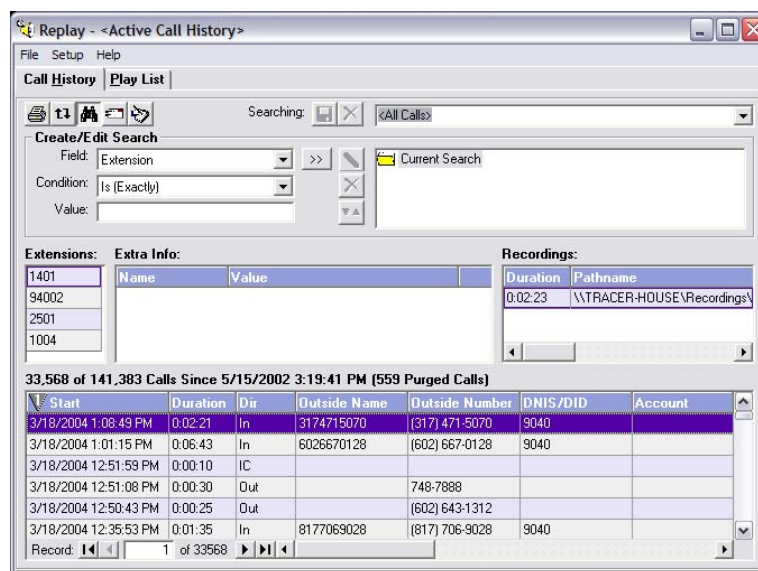 Replay - <Active Call History>
File Setup Help
Call History Play List
Searching: <All Calls>
Create/Edit Search
Field: Extension >> Current Search
Condition: Is (Exactly)
Value:
Extensions: Extra Info: Recordings:
1401 Name Value Duration Pathname
94002 0:02:23 \\TRACER-HOUSE\Recordings\
2501
1004
33,568 of 141,383 Calls Since 5/15/2002 3:19:41 PM (559 Purged Calls)
1 Start Duration Dir Outside Name Outside Number DNIS/DID Account
3/18/2004 1:08:49 PM 0:02:21 In 3174715070 (317) 471-5070 9040
3/18/2004 1:01:15 PM 0:06:43 In 6026670128 (602) 667-0128 9040
3/18/2004 12:51:59 PM 0:00:10 IC
3/18/2004 12:51:08 PM 0:00:30 Out 748-7888
3/18/2004 12:50:43 PM 0:00:25 Out (602) 643-1312
3/18/2004 12:35:53 PM 0:01:35 In 8177069028 (817) 706-9028 9040
Record: 1 of 33568